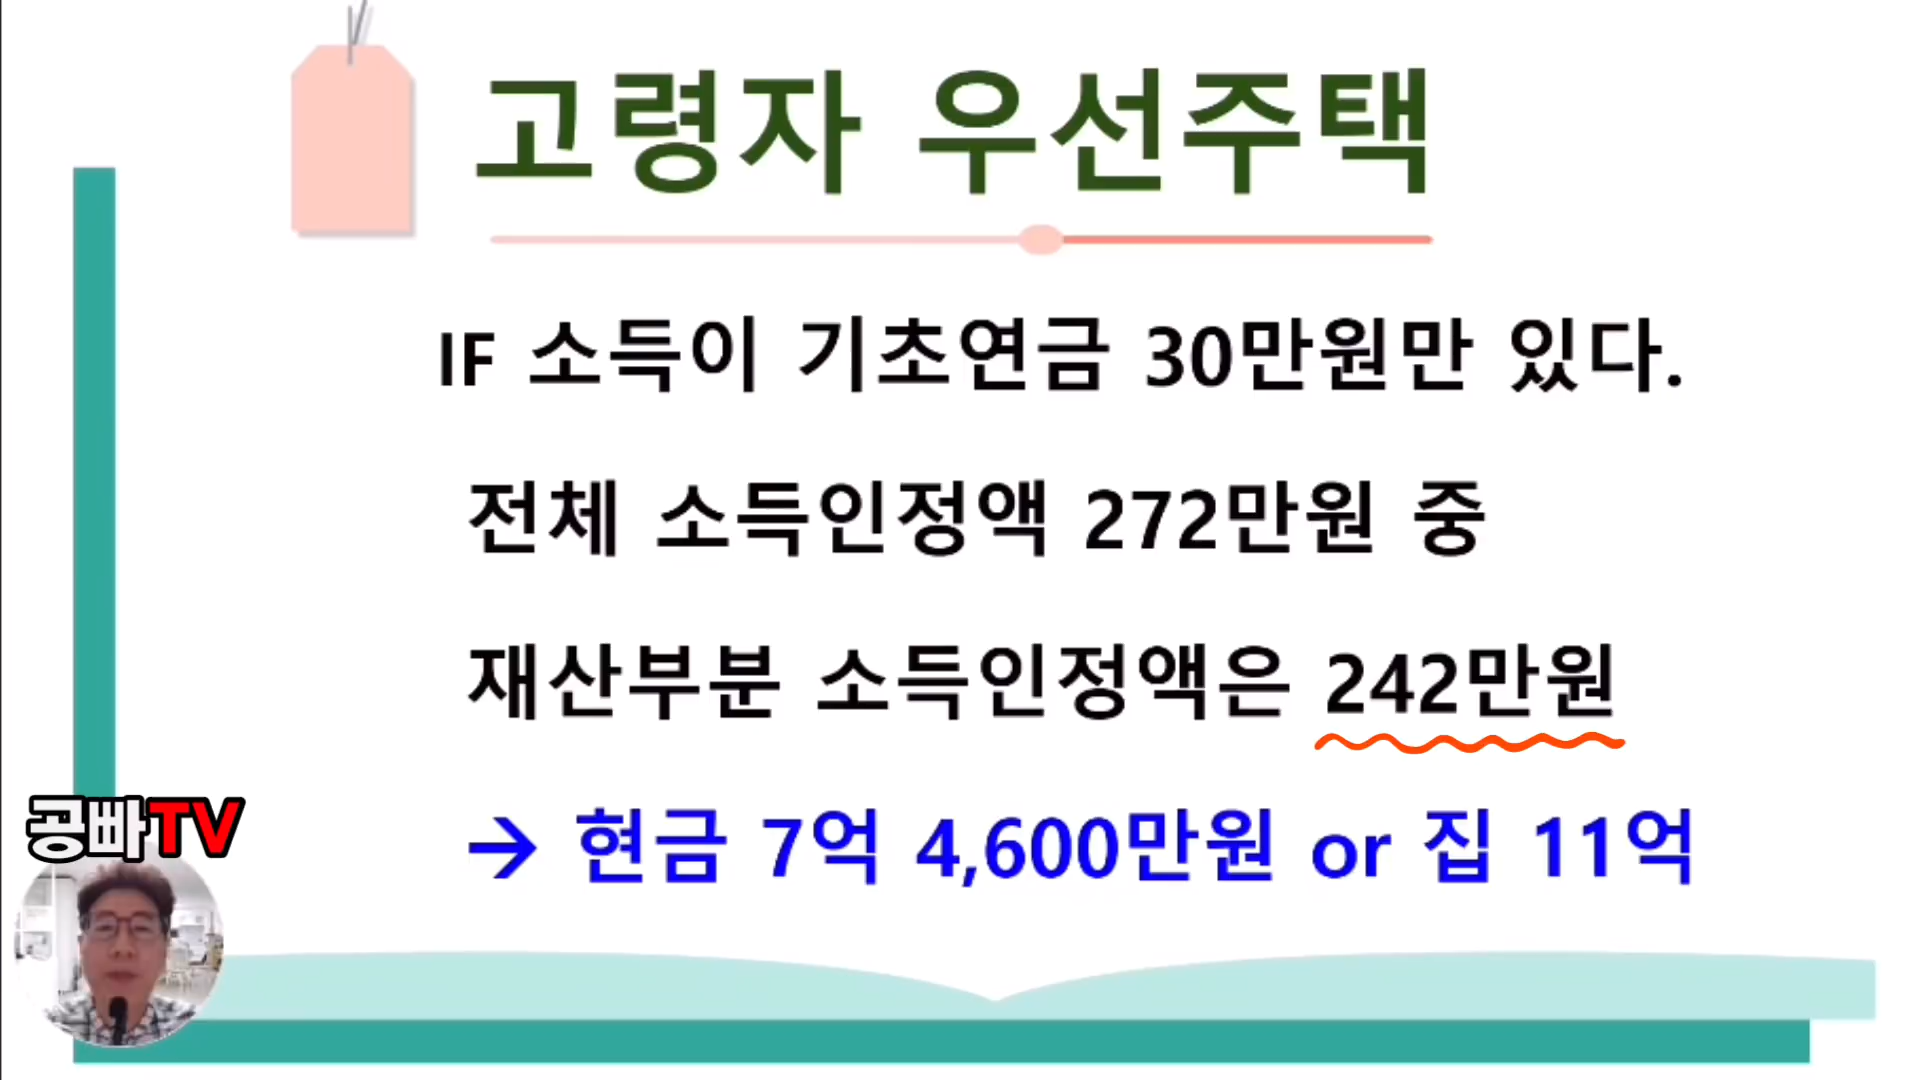 고령자 우선주택
IF 소득이 기초연금 30만원만 있다.
전체 소득인정액 272만원 중
재산부분 소득인정액은 242만원
→ 현금 7억 4,600만원 or 집 11억
공빠TV